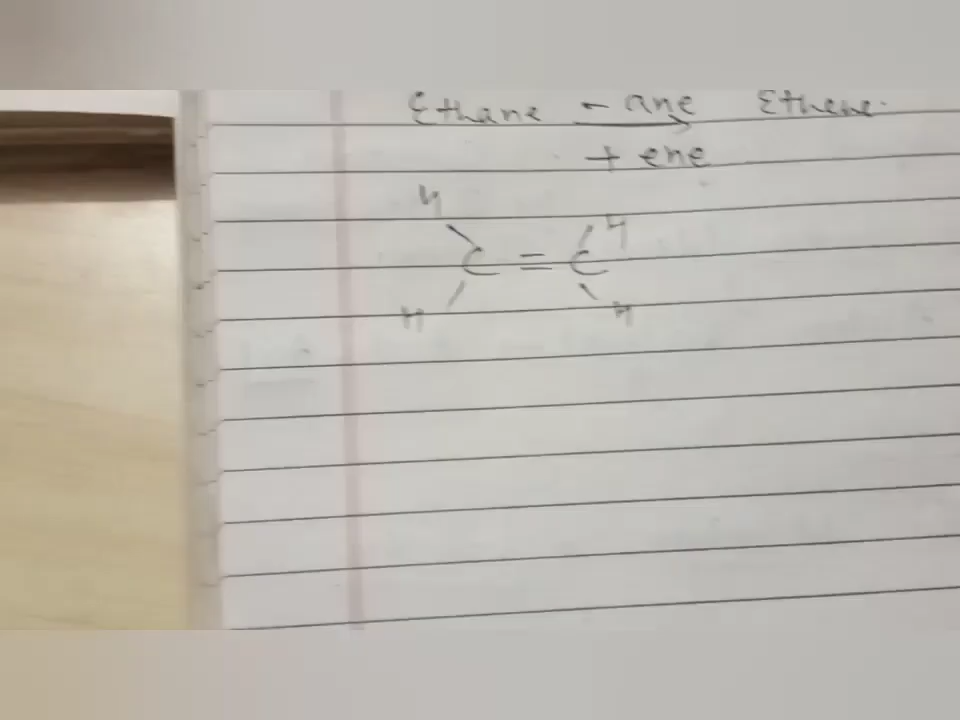 Ethane - ane Ethene.
+ ene
H H
C = C
H H